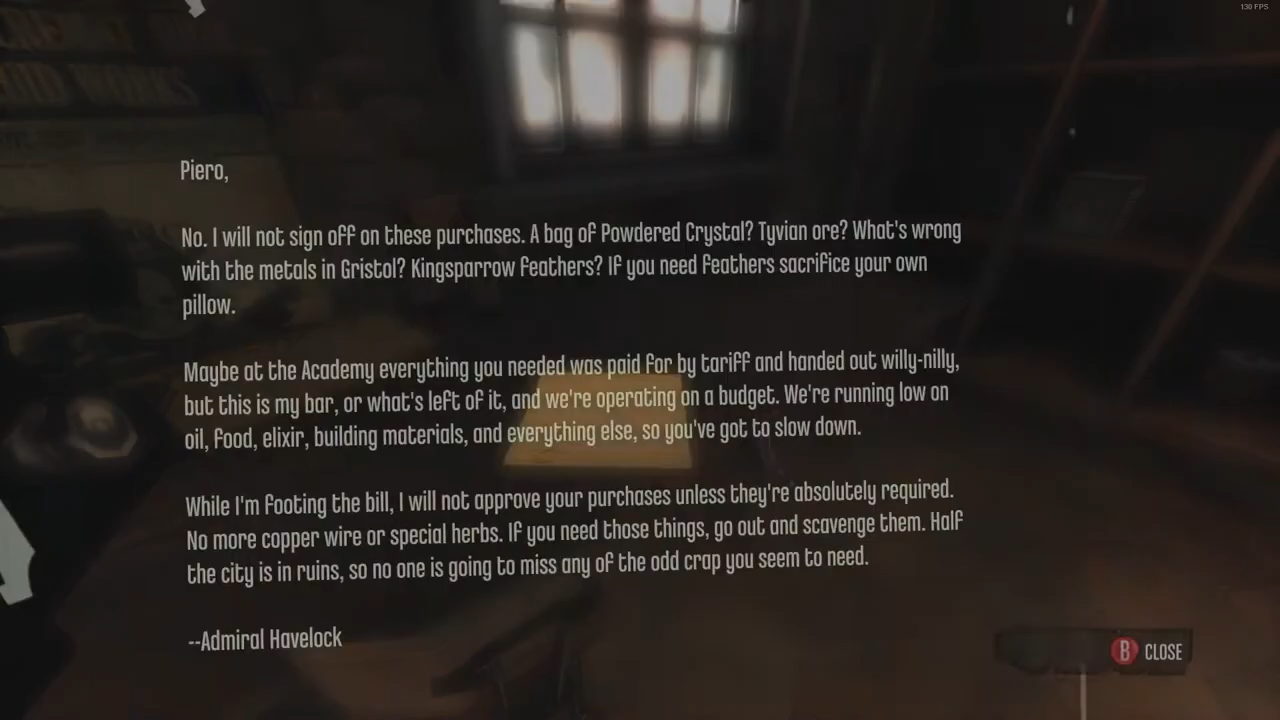 130 FPS
WORKS
Piero,
No. I will not sign off on these purchases. A bag of Powdered Crystal? Tyvian ore? What's wrong
with the metals in Gristol? Kingsparrow feathers? If you need feathers sacrifice your own
pillow.
Maybe at the Academy everything you needed was paid for by tariff and handed out willy-nilly,
but this is my bar, or what's left of it, and we're operating on a budget. We're running low on
oil, food, elixir, building materials, and everything else, so you've got to slow down.
While I'm footing the bill, I will not approve your purchases unless they're absolutely required.
No more copper wire or special herbs. If you need those things, go out and scavenge them. Half
the city is in ruins, so no one is going to miss any of the odd crap you seem to need.
--Admiral Havelock
B CLOSE